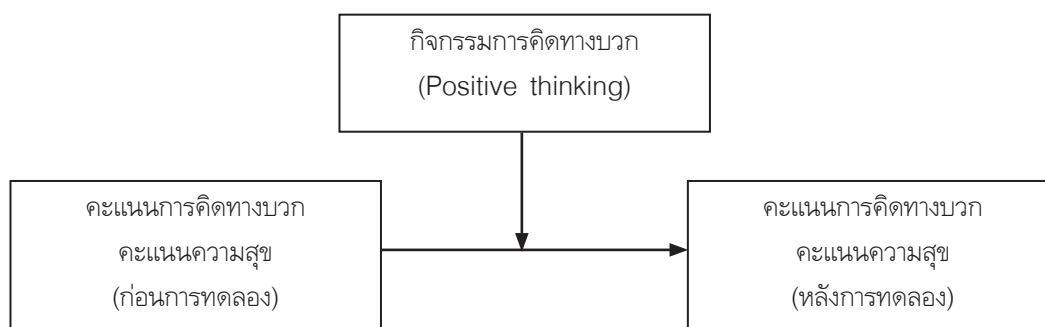 กิจกรรมการคิดทางบวก
(Positive thinking)
คะแนนการคิดทางบวก
คะแนนความสุข
(ก่อนการทดลอง)
คะแนนการคิดทางบวก
คะแนนความสุข
(หลังการทดลอง)